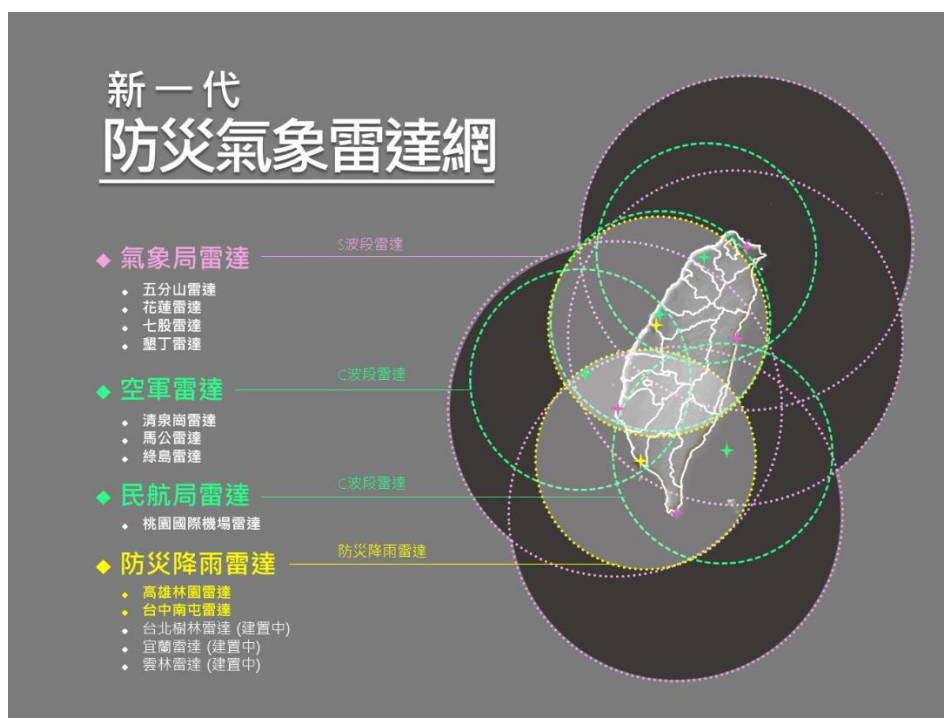 新一代
防災氣象雷達網
◆ 氣象局雷達
S波段雷達
◆ 五分山雷達
◆ 花蓮雷達
◆ 七股雷達
◆ 墾丁雷達
◆ 空軍雷達
C波段雷達
◆ 清泉崗雷達
◆ 馬公雷達
◆ 綠島雷達
◆ 民航局雷達
C波段雷達
◆ 桃園國際機場雷達
◆ 防災降雨雷達
防災降雨雷達
◆ 高雄林園雷達
◆ 台中南屯雷達
◆ 台北樹林雷達 (建置中)
◆ 宜蘭雷達 (建置中)
◆ 雲林雷達 (建置中)